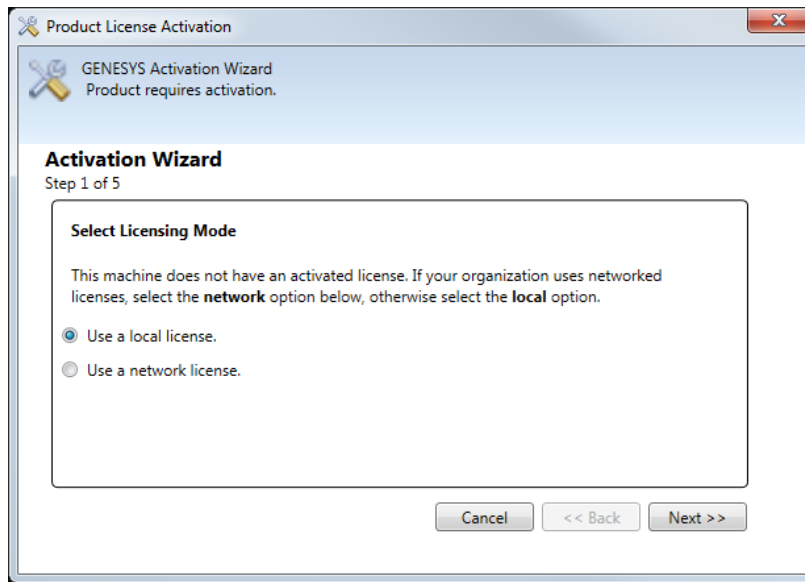 Product License Activation
GENESYS Activation Wizard
Product requires activation.
Activation Wizard
Step 1 of 5
Select Licensing Mode
This machine does not have an activated license. If your organization uses networked
licenses, select the network option below, otherwise select the local option.
Use a local license.
Use a network license.
Cancel
<< Back
Next >>